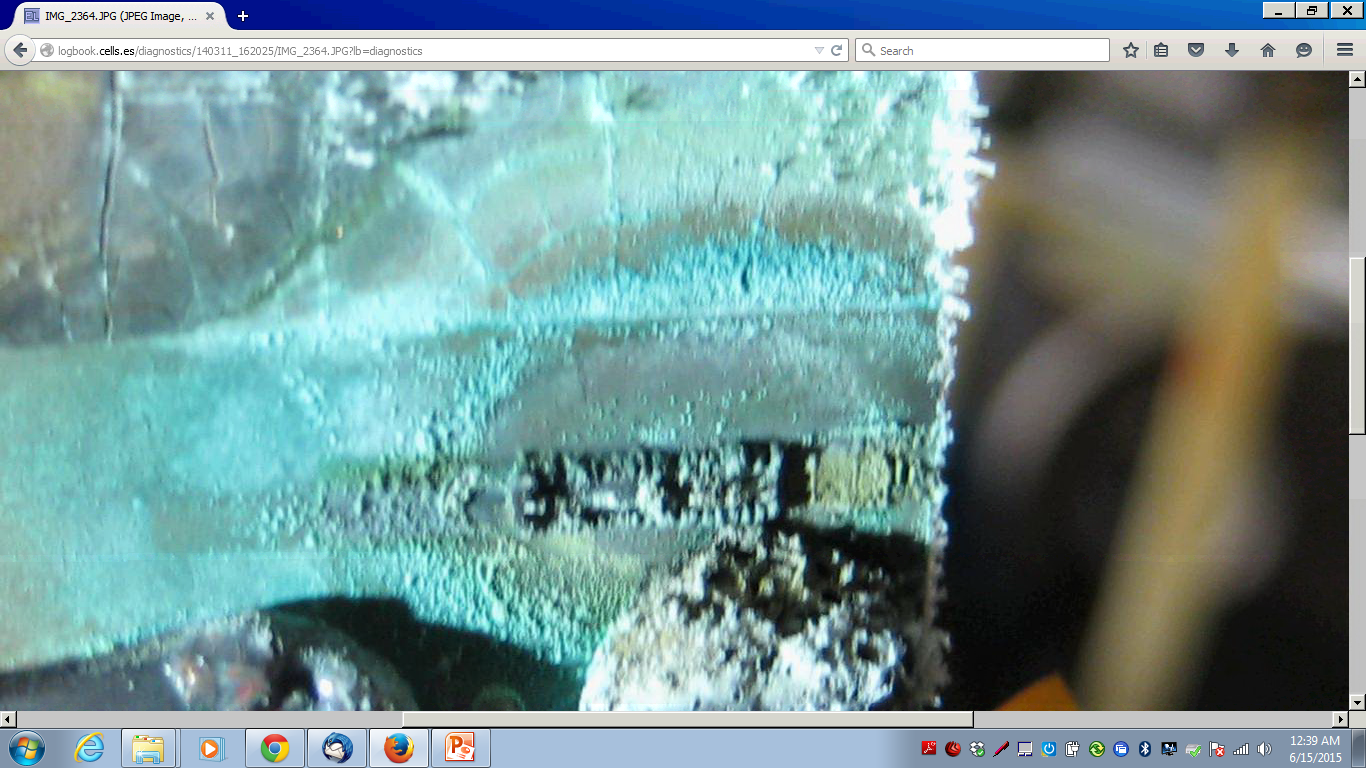 IMG_2364.JPG (JPEG Image, ...
logbook.cells.es/diagnostics/140311_162025/IMG_2364.JPG?lb=diagnostics
Search
12:39 AM
6/15/2015